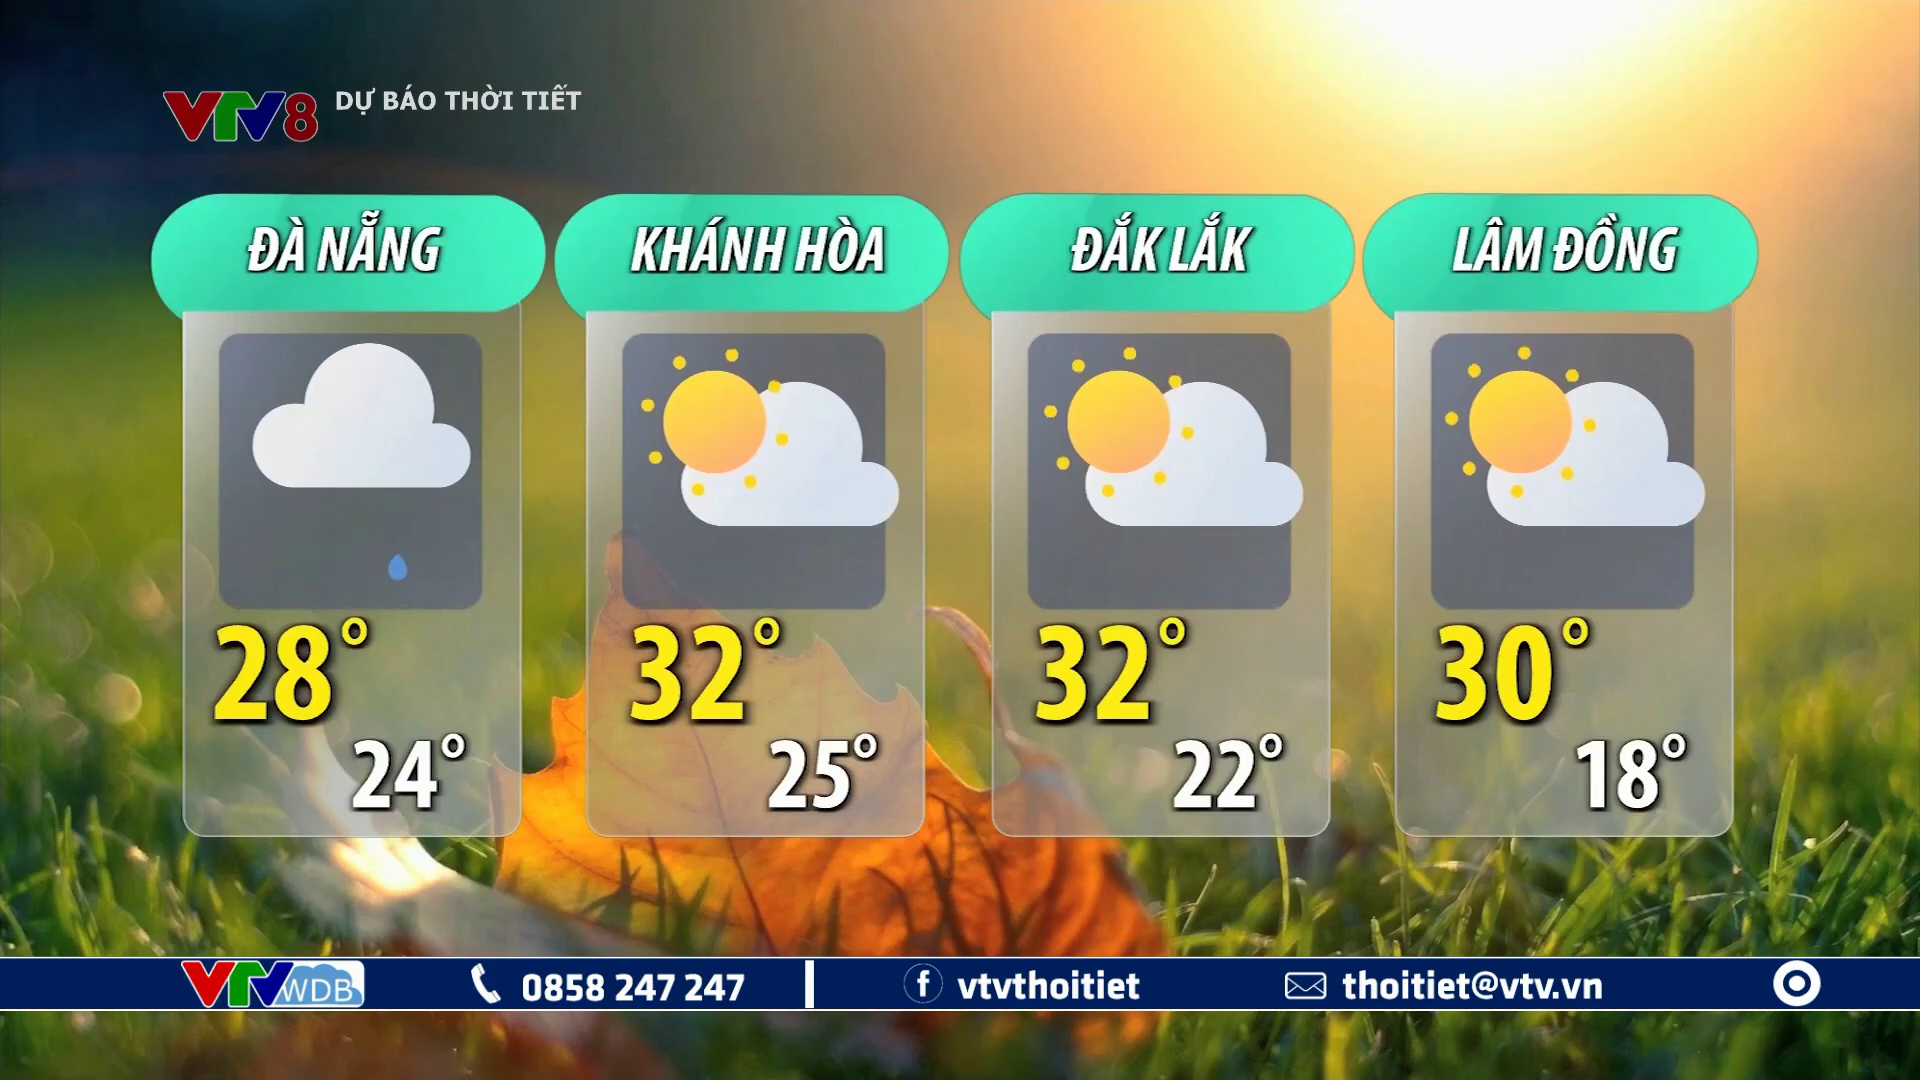 VTV8 DỰ BÁO THỜI TIẾT
ĐÀ NẴNG
28°
24°
KHÁNH HÒA
32°
25°
ĐẮK LẮK
32°
22°
LÂM ĐỒNG
30°
18°
VTV WDB 0858 247 247 vtvthoitiet thoitiet@vtv.vn